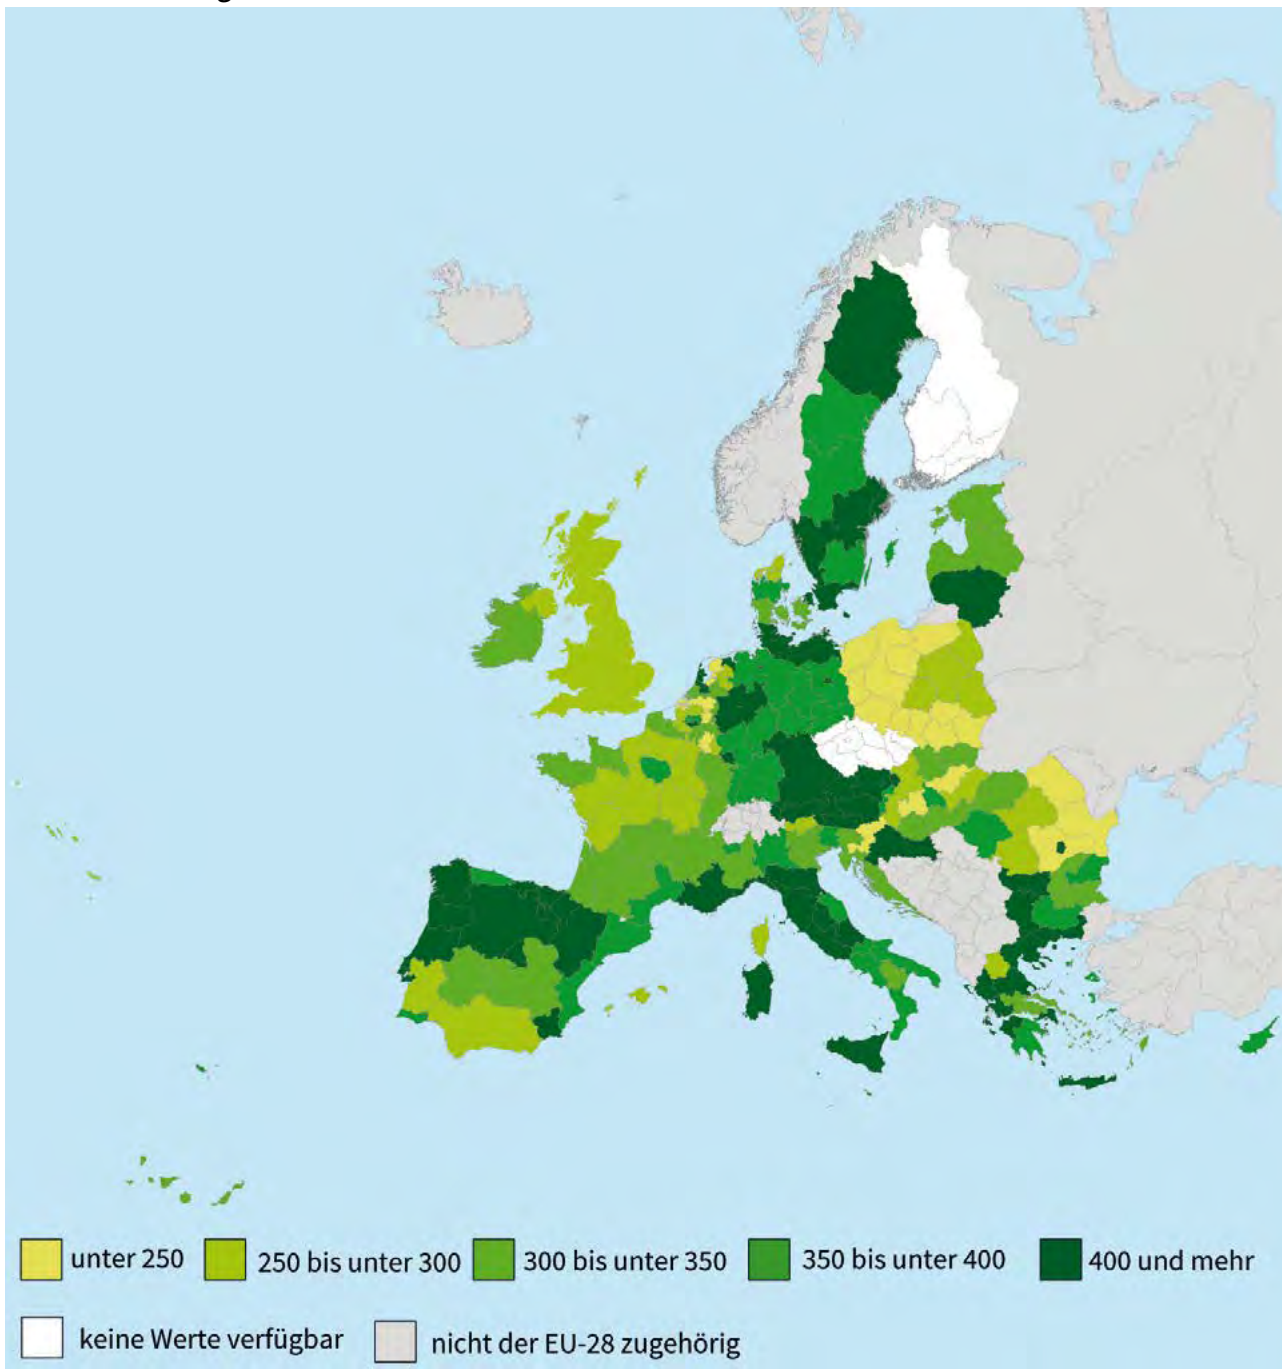 unter 250
250 bis unter 300
300 bis unter 350
350 bis unter 400
400 und mehr
keine Werte verfügbar
nicht der EU-28 zugehörig